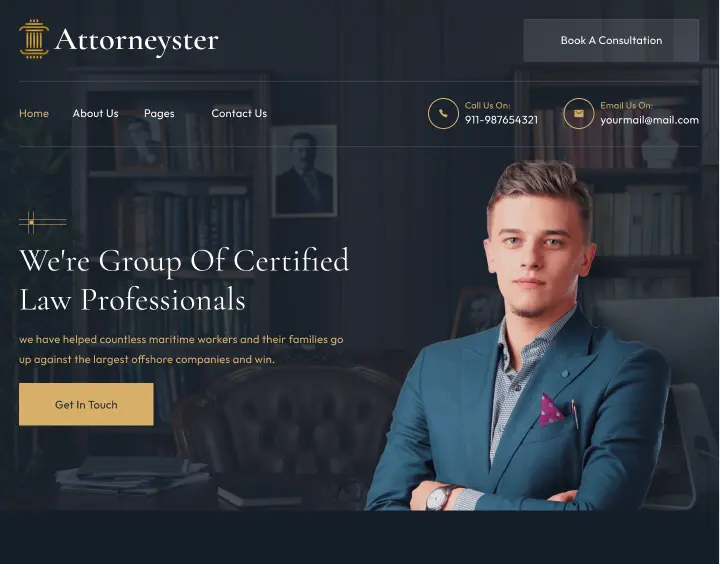 Attorneyster
Book A Consultation
Home About Us Pages Contact Us
Call Us On:
911-987654321
Email Us On:
yourmail@mail.com
We're Group Of Certified
Law Professionals
we have helped countless maritime workers and their families go
up against the largest offshore companies and win.
Get In Touch